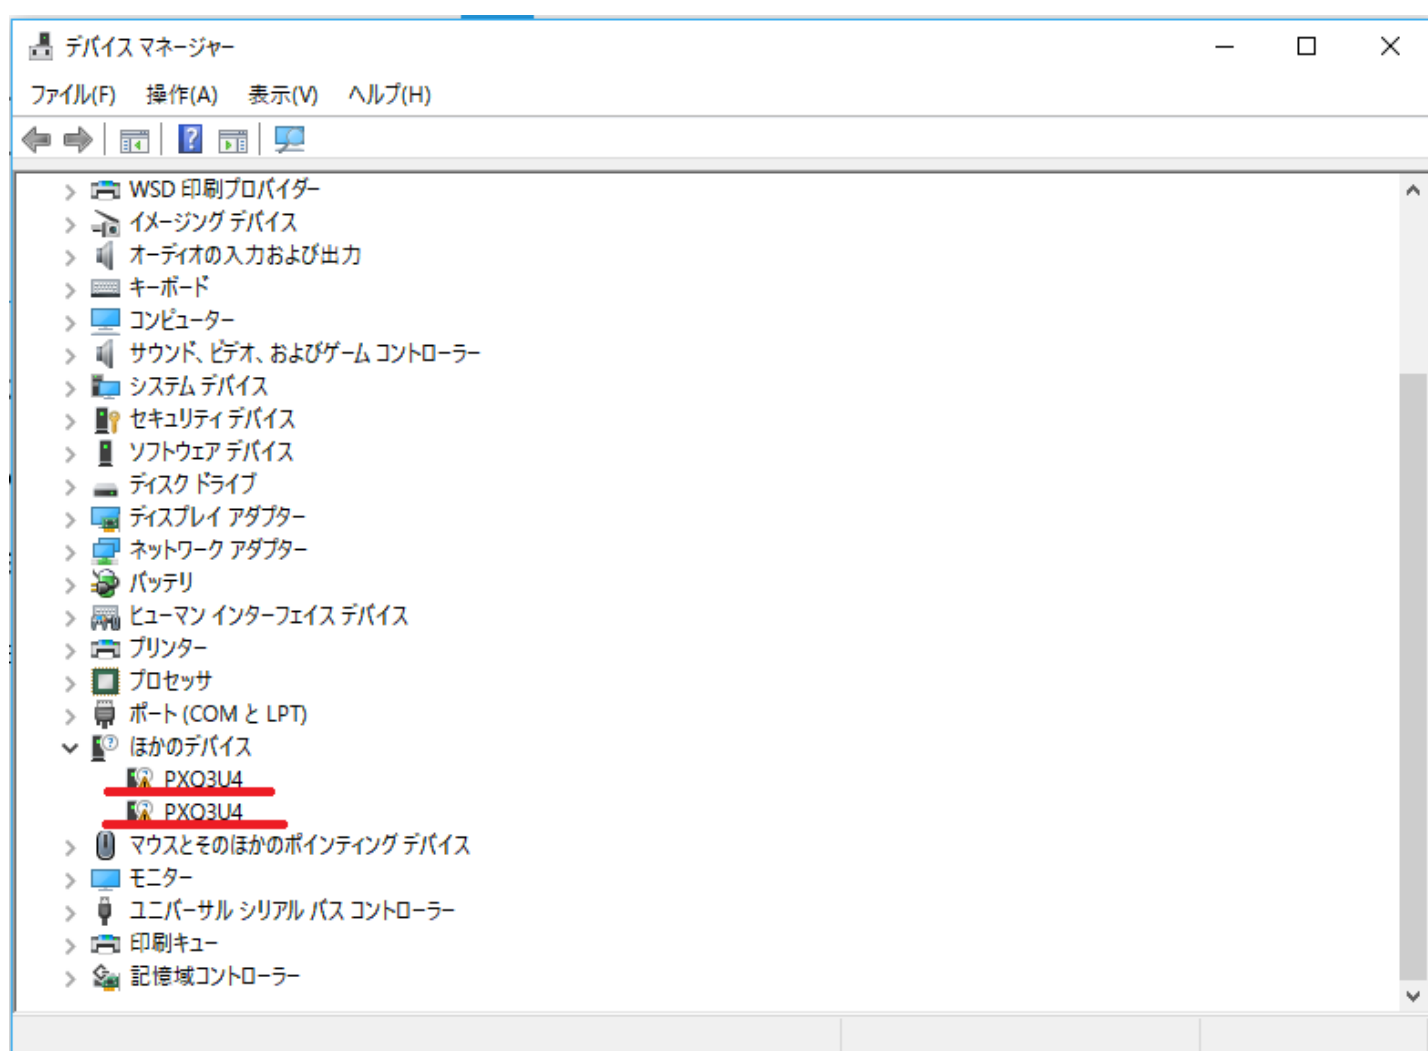 デバイス マネージャー
ファイル(F) 操作(A) 表示(V) ヘルプ(H)
WSD 印刷プロバイダー
イメージング デバイス
オーディオの入力および出力
キーボード
コンピューター
サウンド、ビデオ、およびゲーム コントローラー
システム デバイス
セキュリティ デバイス
ソフトウェア デバイス
ディスク ドライブ
ディスプレイ アダプター
ネットワーク アダプター
バッテリ
ヒューマン インターフェイス デバイス
プリンター
プロセッサ
ポート (COM と LPT)
ほかのデバイス
PXQ3U4
PXQ3U4
マウスとそのほかのポインティング デバイス
モニター
ユニバーサル シリアル バス コントローラー
印刷キュー
記憶域コントローラー